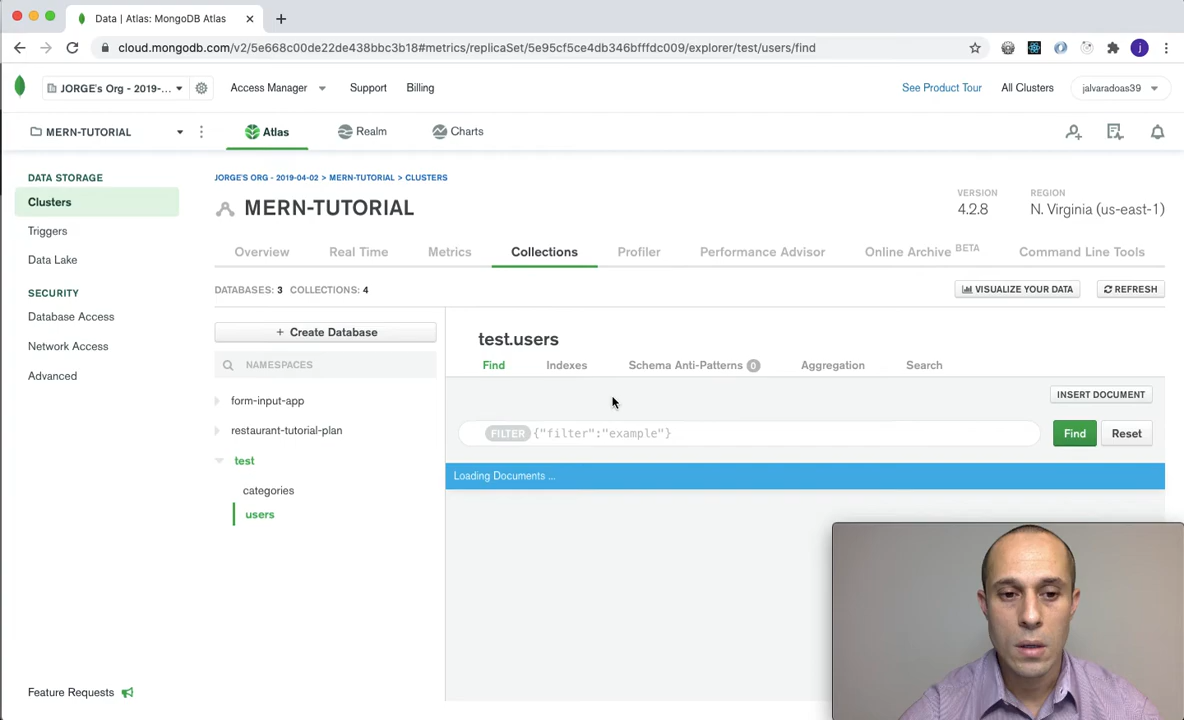 Data | Atlas: MongoDB Atlas
cloud.mongodb.com/v2/5e668c00de22de438bbc3b18#metrics/replicaSet/5e95cf5ce4db346bfffdc009/explorer/test/users/find
j
JORGE's Org - 2019-...
Access Manager
Support
Billing
See Product Tour
All Clusters
jalvaradoas39
MERN-TUTORIAL
Atlas
Realm
Charts
DATA STORAGE
Clusters
Triggers
Data Lake
SECURITY
Database Access
Network Access
Advanced
Feature Requests
JORGE'S ORG - 2019-04-02 > MERN-TUTORIAL > CLUSTERS
MERN-TUTORIAL
VERSION
4.2.8
REGION
N. Virginia (us-east-1)
Overview
Real Time
Metrics
Collections
Profiler
Performance Advisor
Online Archive BETA
Command Line Tools
DATABASES: 3 COLLECTIONS: 4
VISUALIZE YOUR DATA
REFRESH
+ Create Database
NAMESPACES
form-input-app
restaurant-tutorial-plan
test
categories
users
test.users
Find
Indexes
Schema Anti-Patterns 0
Aggregation
Search
INSERT DOCUMENT
FILTER {"filter":"example"}
Find
Reset
Loading Documents ...